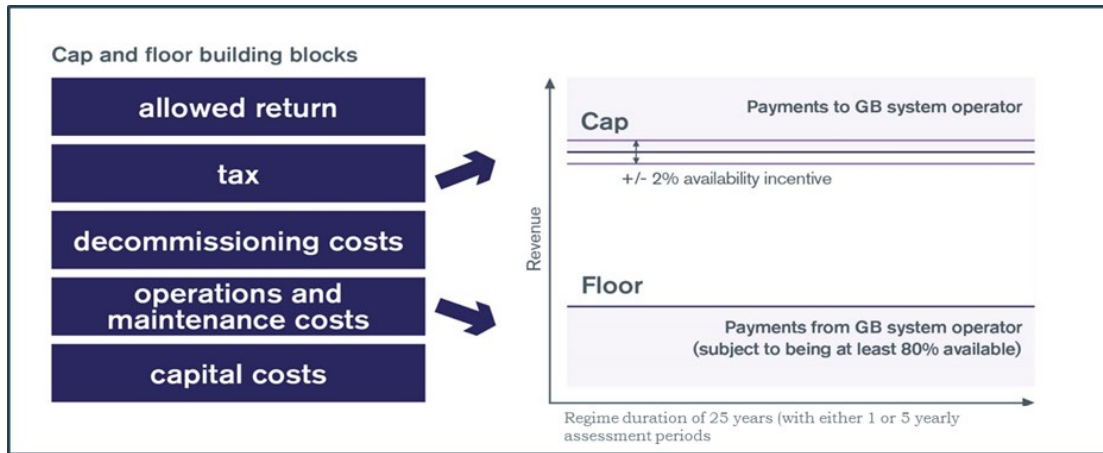 Cap and floor building blocks
allowed return
tax
decommissioning costs
operations and
maintenance costs
capital costs
Revenue
Payments to GB system operator
Cap
+/- 2% availability incentive
Floor
Payments from GB system operator
(subject to being at least 80% available)
Regime duration of 25 years (with either 1 or 5 yearly
assessment periods